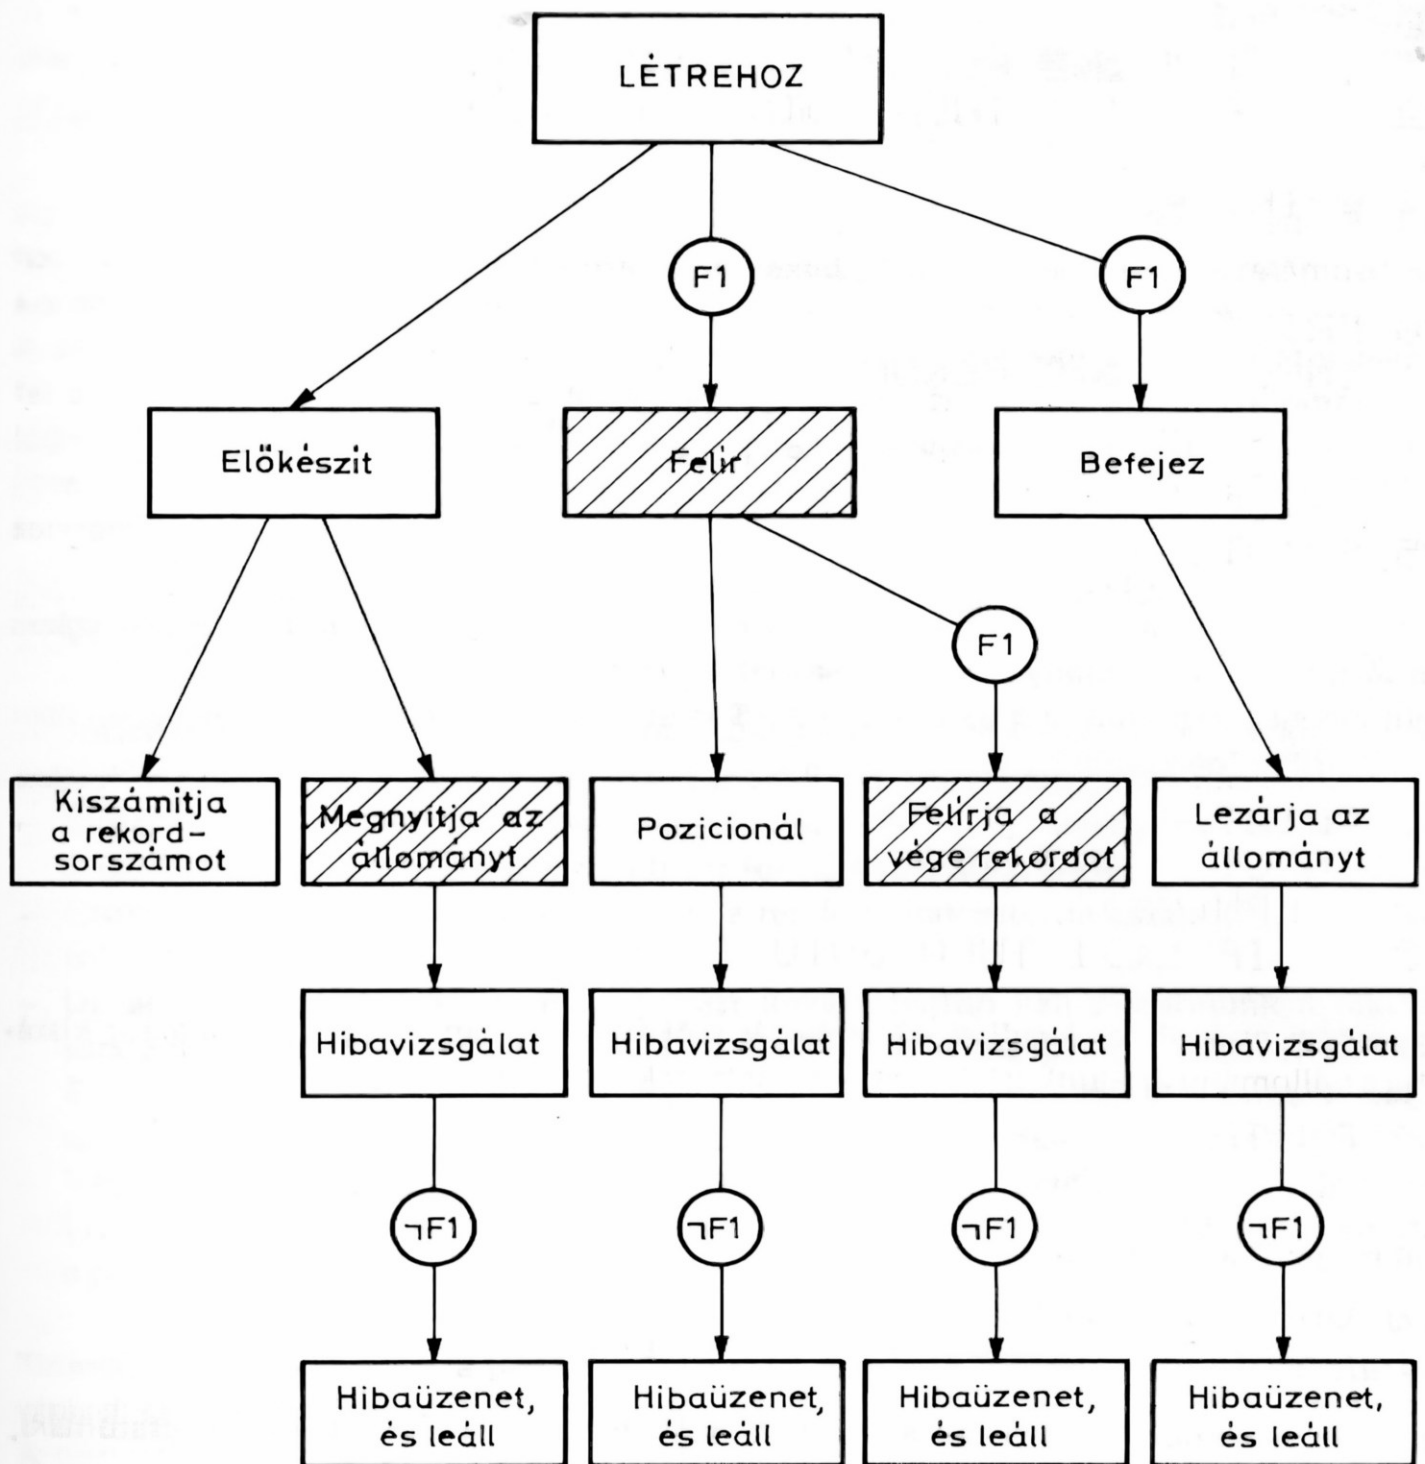 LÉTREHOZ
F1
F1
Előkészit
Felir
Befejez
F1
Kiszámítja
a rekord-
sorszámot
Megnyitja az
állományt
Pozicionál
Felírja a
vége rekordot
Lezárja az
állományt
Hibavizsgálat
Hibavizsgálat
Hibavizsgálat
Hibavizsgálat
¬F1
¬F1
¬F1
¬F1
Hibaüzenet,
és leáll
Hibaüzenet,
és leáll
Hibaüzenet,
és leáll
Hibaüzenet,
és leáll